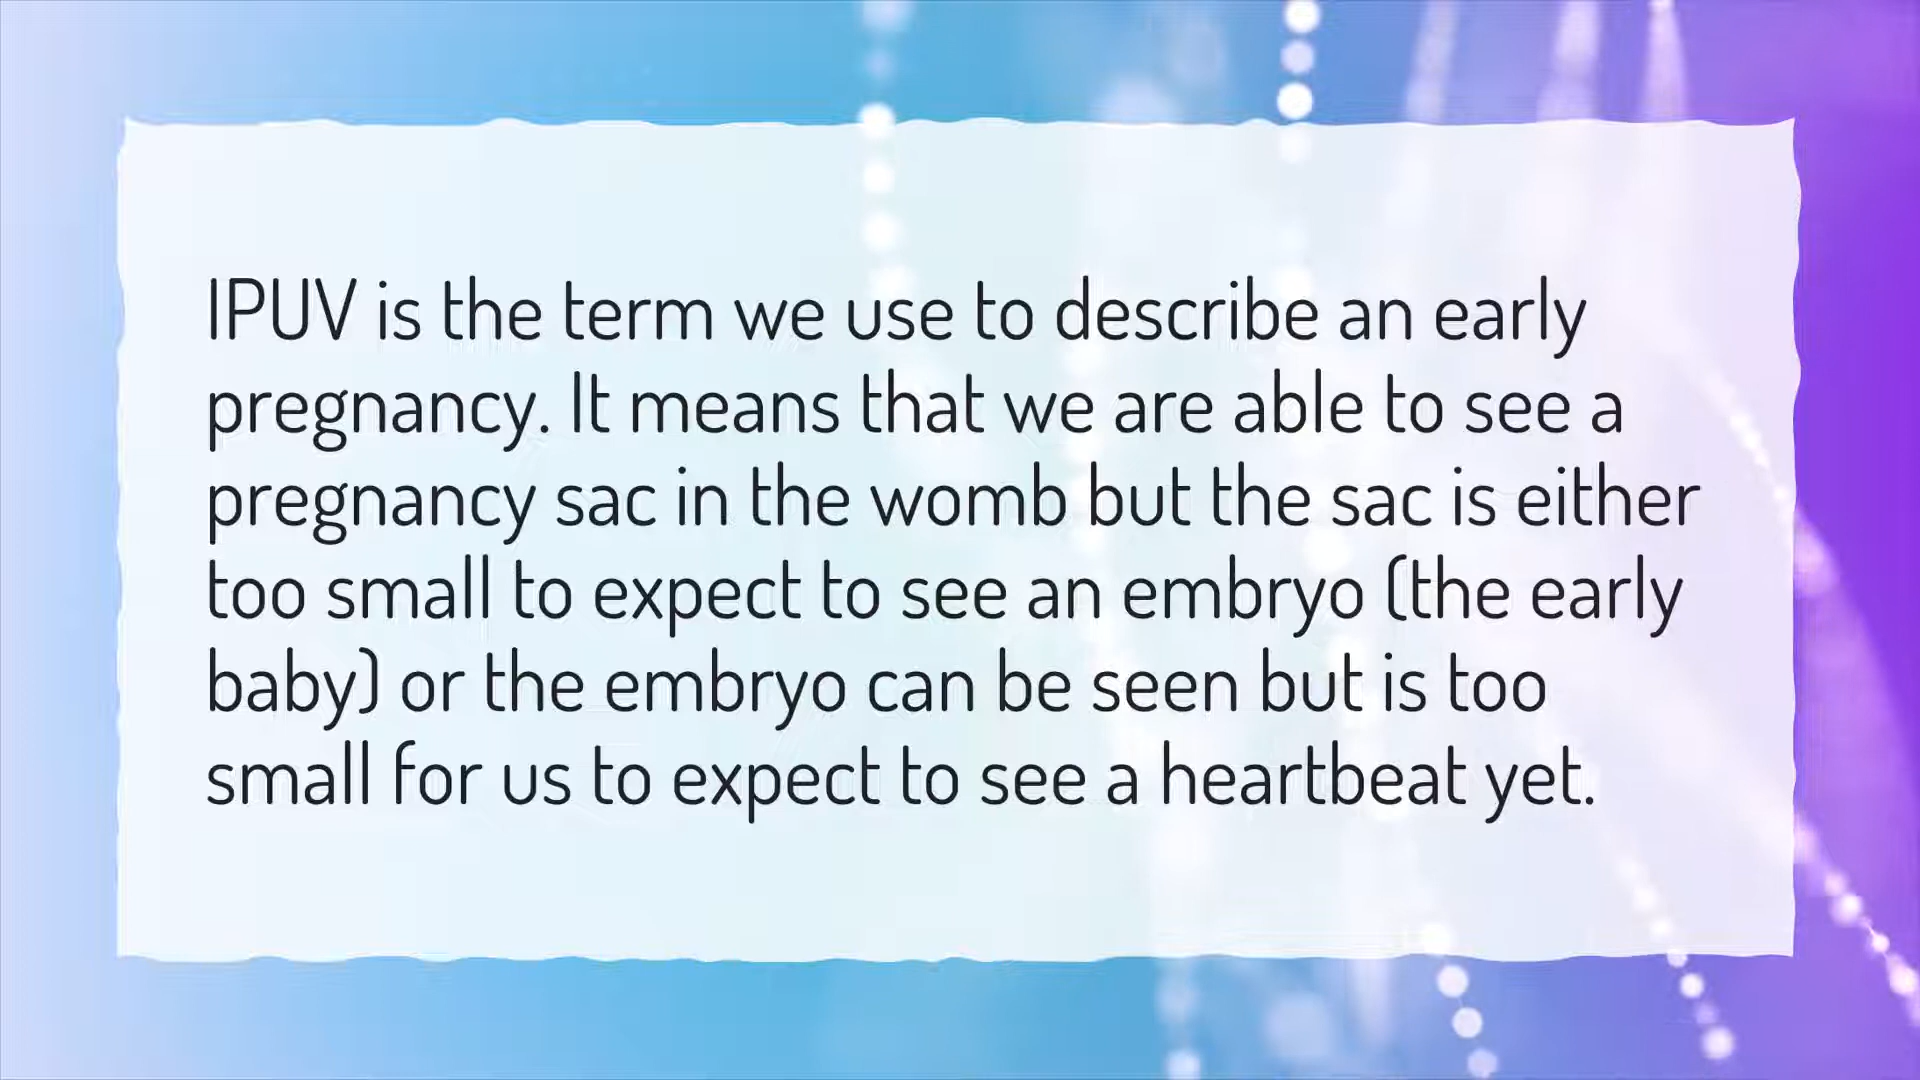 IPUV is the term we use to describe an early
pregnancy. It means that we are able to see a
pregnancy sac in the womb but the sac is either
too small to expect to see an embryo (the early
baby) or the embryo can be seen but is too
small for us to expect to see a heartbeat yet.